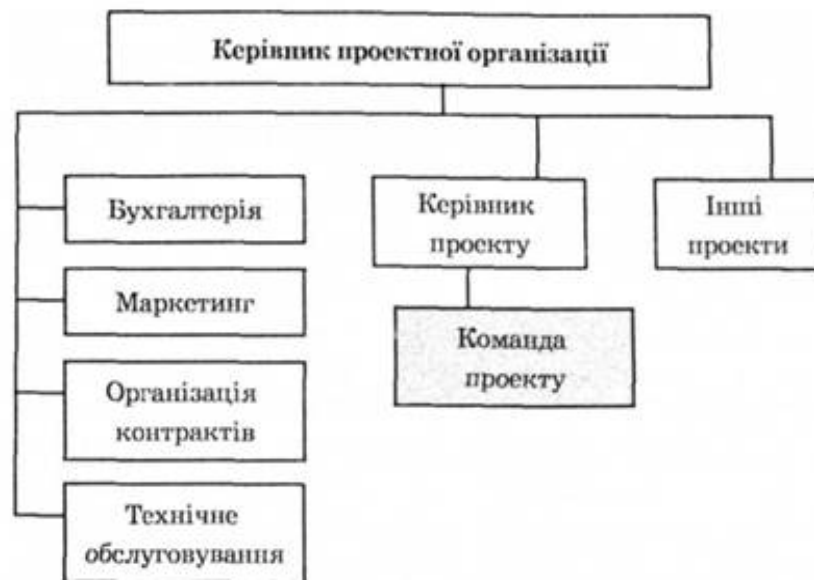 Керівник проектної організації
Бухгалтерія
Маркетинг
Організація
контрактів
Технічне
обслуговування
Керівник
проекту
Команда
проекту
Інші
проекти